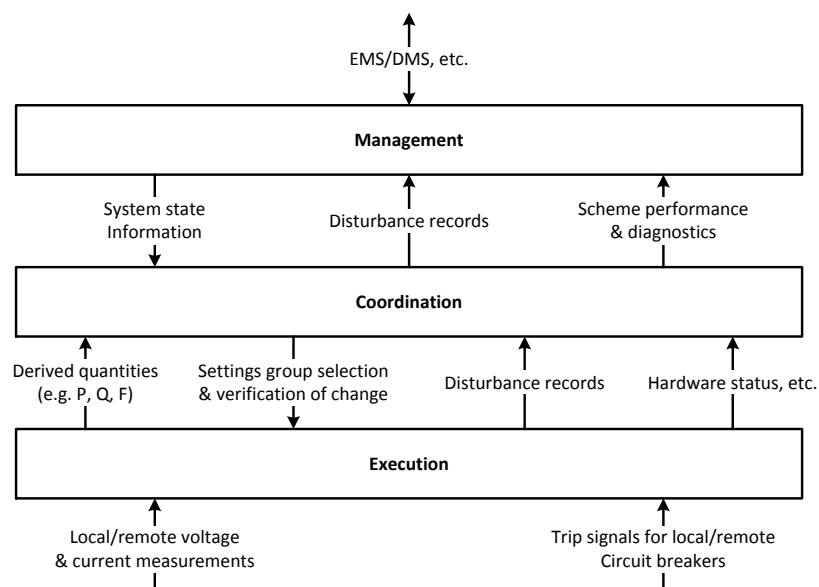 EMS/DMS, etc.
Management
System state
Information
Disturbance records
Scheme performance
& diagnostics
Coordination
Derived quantities
(e.g. P, Q, F)
Settings group selection
& verification of change
Disturbance records
Hardware status, etc.
Execution
Local/remote voltage
& current measurements
Trip signals for local/remote
Circuit breakers